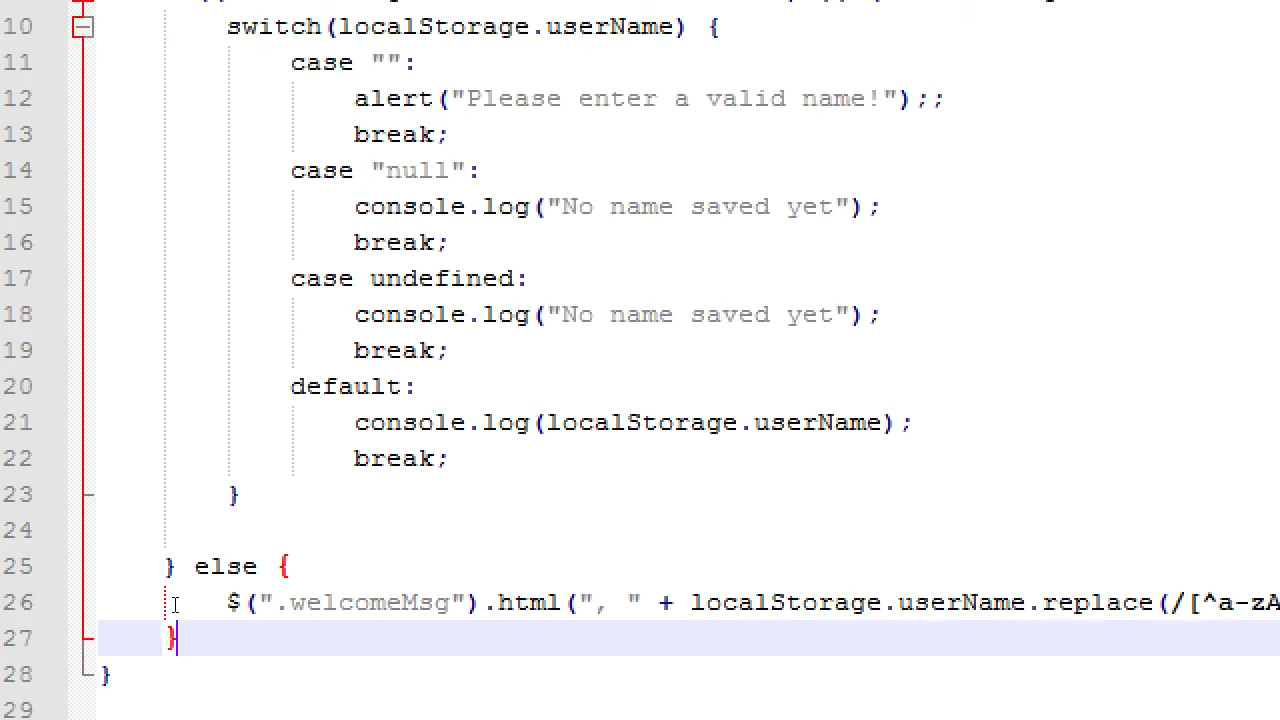 10 switch(localStorage.userName) {
11 case "":
12 alert("Please enter a valid name!");;
13 break;
14 case "null":
15 console.log("No name saved yet");
16 break;
17 case undefined:
18 console.log("No name saved yet");
19 break;
20 default:
21 console.log(localStorage.userName);
22 break;
23 }
24
25 } else {
26 $(".welcomeMsg").html(", " + localStorage.userName.replace(/[^a-zA
27 }
28 }
29